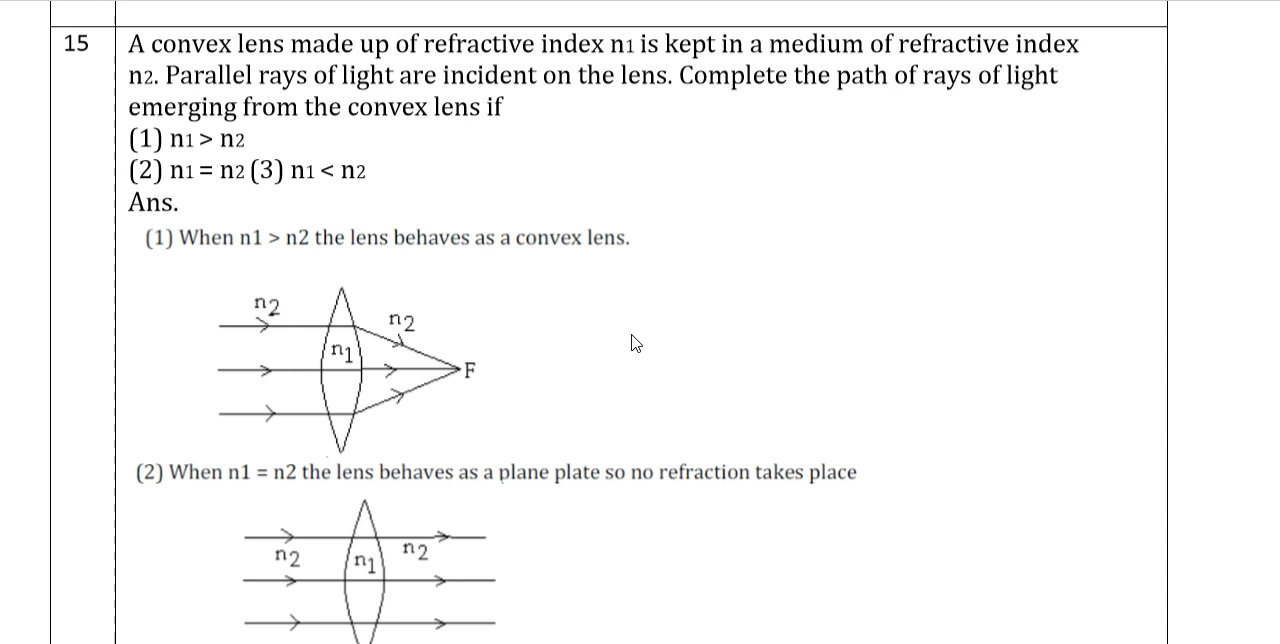 15
A convex lens made up of refractive index n1 is kept in a medium of refractive index
n2. Parallel rays of light are incident on the lens. Complete the path of rays of light
emerging from the convex lens if
(1) n1 > n2
(2) n1 = n2 (3) n1 < n2
Ans.
(1) When n1 > n2 the lens behaves as a convex lens.
n2
n2
n1
F
(2) When n1 = n2 the lens behaves as a plane plate so no refraction takes place
n2
n1
n2